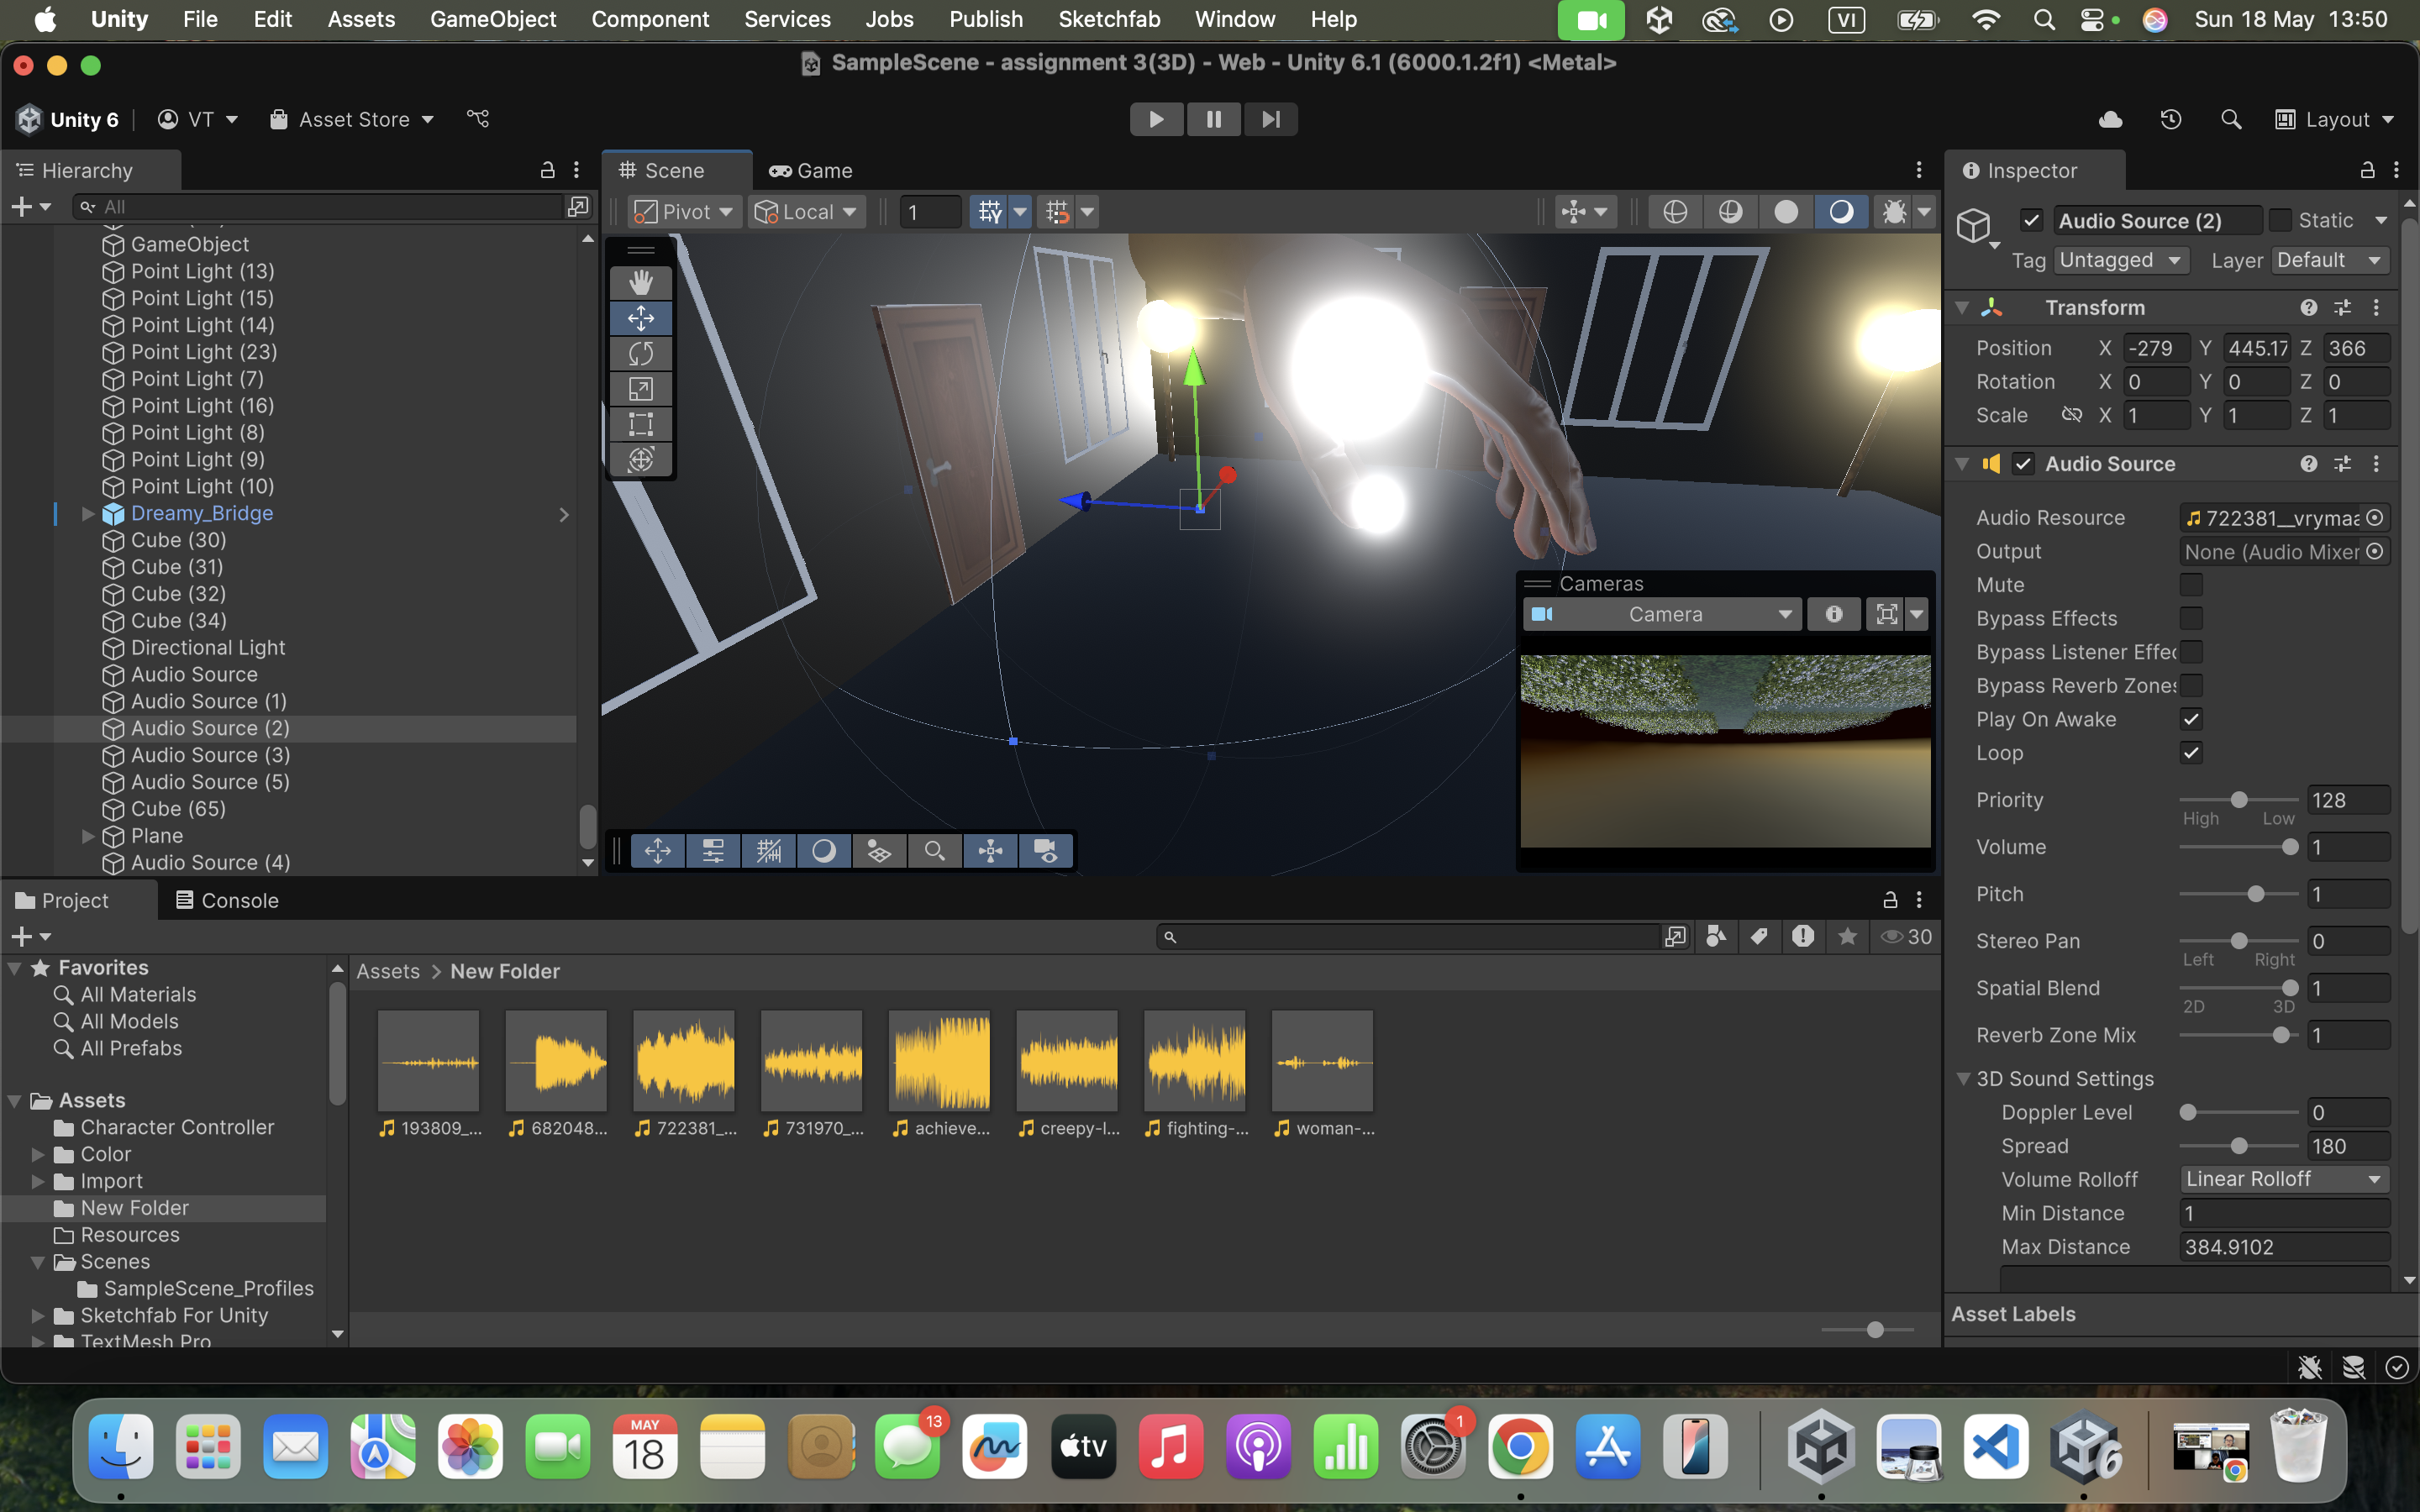 Unity File Edit Assets GameObject Component Services Jobs Publish Sketchfab Window Help VI Sun 18 May 13:50
SampleScene - assignment 3(3D) - Web - Unity 6.1 (6000.1.2f1) <Metal>
Unity 6 VT Asset Store Layout
Hierarchy
All
GameObject
Point Light (13)
Point Light (15)
Point Light (14)
Point Light (23)
Point Light (7)
Point Light (16)
Point Light (8)
Point Light (9)
Point Light (10)
Dreamy_Bridge
Cube (30)
Cube (31)
Cube (32)
Cube (34)
Directional Light
Audio Source
Audio Source (1)
Audio Source (2)
Audio Source (3)
Audio Source (5)
Cube (65)
Plane
Audio Source (4)
Scene Game
Pivot Local 1
Cameras
Camera
Inspector
Audio Source (2) Static
Tag Untagged Layer Default
Transform
Position X -279 Y 445.17 Z 366
Rotation X 0 Y 0 Z 0
Scale X 1 Y 1 Z 1
Audio Source
Audio Resource 722381__vrymaa
Output None (Audio Mixer
Mute
Bypass Effects
Bypass Listener Effec
Bypass Reverb Zones
Play On Awake
Loop
Priority 128
High Low
Volume 1
Pitch 1
Stereo Pan 0
Left Right
Spatial Blend 1
2D 3D
Reverb Zone Mix 1
3D Sound Settings
Doppler Level 0
Spread 180
Volume Rolloff Linear Rolloff
Min Distance 1
Max Distance 384.9102
Asset Labels
Project Console
30
Favorites
All Materials
All Models
All Prefabs
Assets
Character Controller
Color
Import
New Folder
Resources
Scenes
SampleScene_Profiles
Sketchfab For Unity
TextMesh Pro
Assets > New Folder
193809_... 682048... 722381_... 731970_... achieve... creepy-l... fighting-... woman-...
MAY
18
13
tv
1
6